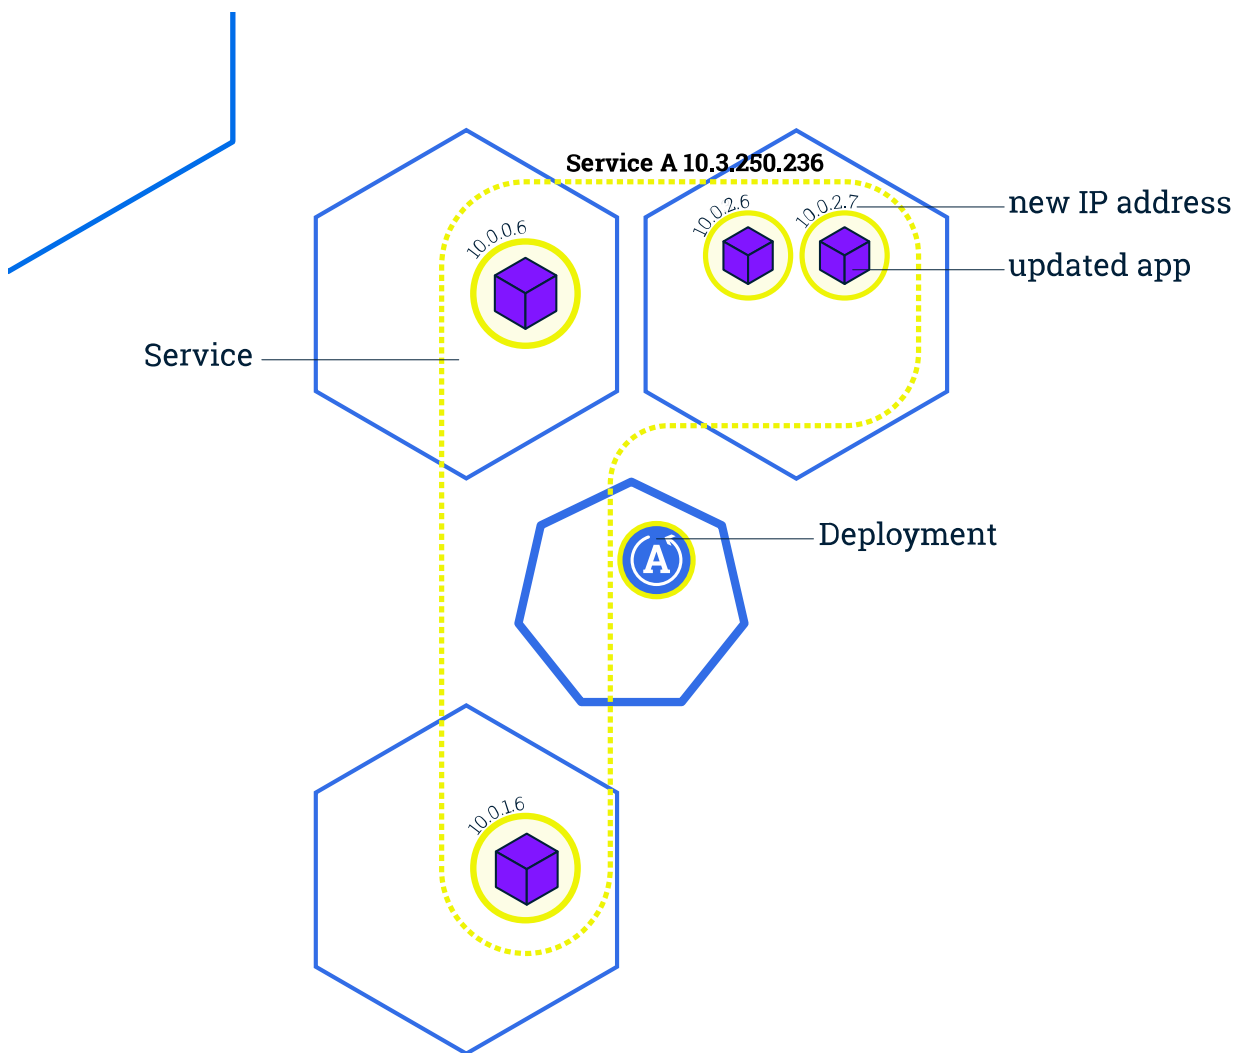 Service A 10.3.250.236
10.0.2.6
10.0.2.7
new IP address
10.0.0.6
updated app
Service
Deployment
A
10.0.1.6